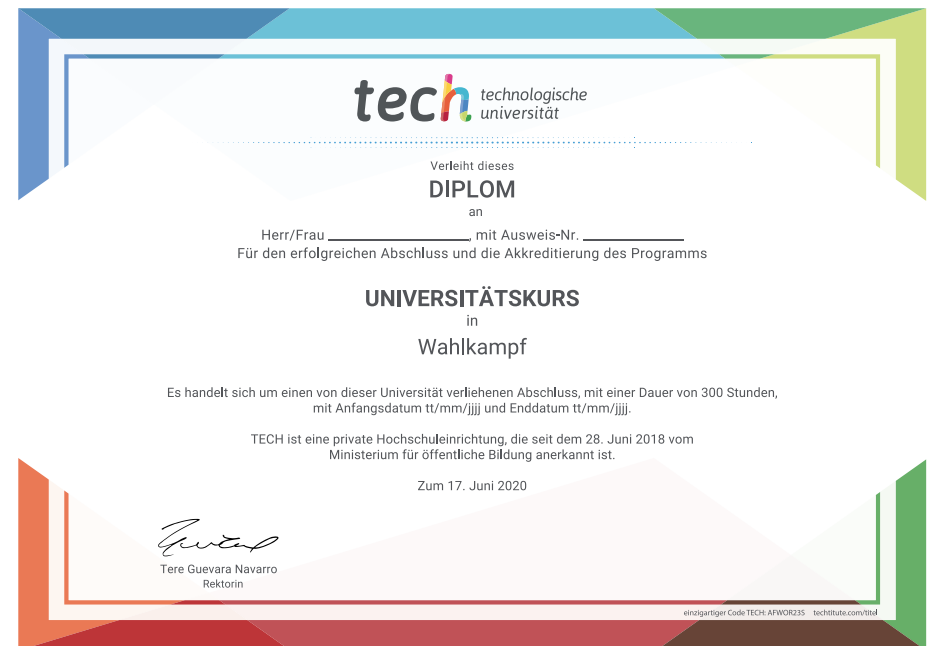 tech technologische
universität
Verleiht dieses
DIPLOM
an
Herr/Frau ____________________, mit Ausweis-Nr. ______________
Für den erfolgreichen Abschluss und die Akkreditierung des Programms
UNIVERSITÄTSKURS
in
Wahlkampf
Es handelt sich um einen von dieser Universität verliehenen Abschluss, mit einer Dauer von 300 Stunden,
mit Anfangsdatum tt/mm/jjjj und Enddatum tt/mm/jjjj.
TECH ist eine private Hochschuleinrichtung, die seit dem 28. Juni 2018 vom
Ministerium für öffentliche Bildung anerkannt ist.
Zum 17. Juni 2020
Tere Guevara Navarro
Rektorin
einzigartiger Code TECH: AFWOR23S techtitute.com/titel